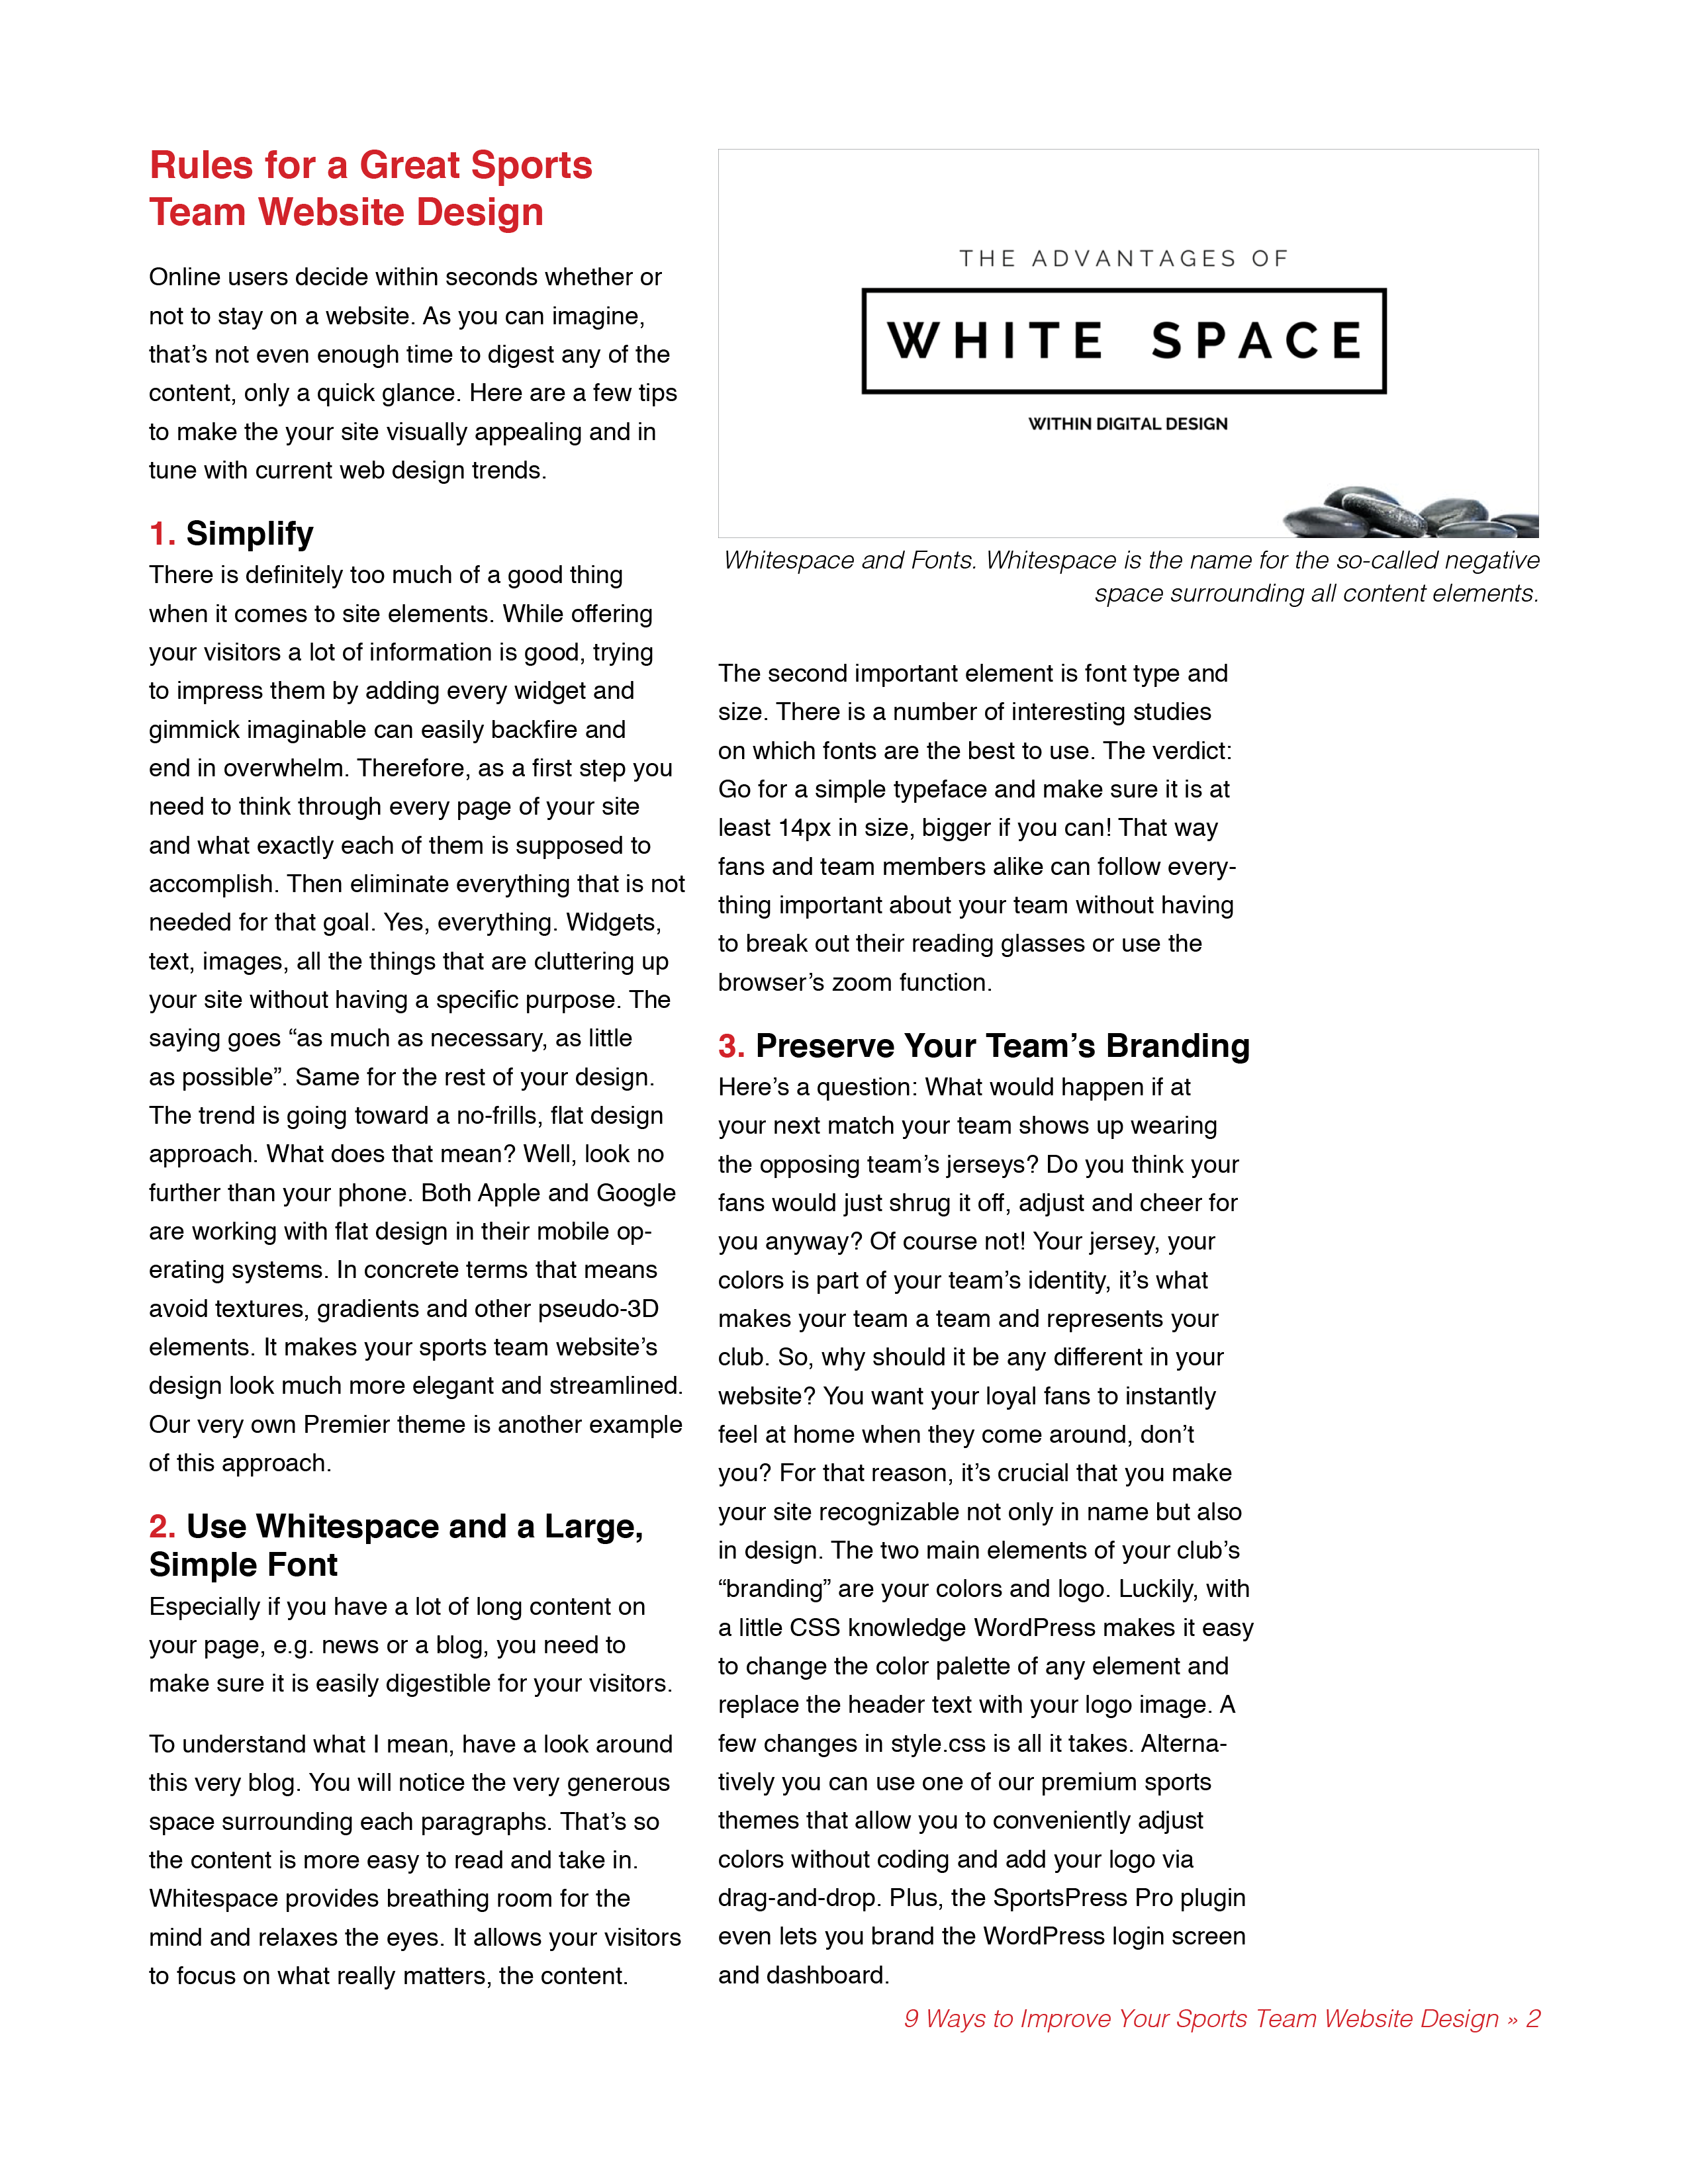 Rules for a Great Sports
Team Website Design
Online users decide within seconds whether or
not to stay on a website. As you can imagine,
that’s not even enough time to digest any of the
content, only a quick glance. Here are a few tips
to make the your site visually appealing and in
tune with current web design trends.
1. Simplify
There is definitely too much of a good thing
when it comes to site elements. While offering
your visitors a lot of information is good, trying
to impress them by adding every widget and
gimmick imaginable can easily backfire and
end in overwhelm. Therefore, as a first step you
need to think through every page of your site
and what exactly each of them is supposed to
accomplish. Then eliminate everything that is not
needed for that goal. Yes, everything. Widgets,
text, images, all the things that are cluttering up
your site without having a specific purpose. The
saying goes “as much as necessary, as little
as possible”. Same for the rest of your design.
The trend is going toward a no-frills, flat design
approach. What does that mean? Well, look no
further than your phone. Both Apple and Google
are working with flat design in their mobile op-
erating systems. In concrete terms that means
avoid textures, gradients and other pseudo-3D
elements. It makes your sports team website’s
design look much more elegant and streamlined.
Our very own Premier theme is another example
of this approach.
2. Use Whitespace and a Large,
Simple Font
Especially if you have a lot of long content on
your page, e.g. news or a blog, you need to
make sure it is easily digestible for your visitors.
To understand what I mean, have a look around
this very blog. You will notice the very generous
space surrounding each paragraphs. That’s so
the content is more easy to read and take in.
Whitespace provides breathing room for the
mind and relaxes the eyes. It allows your visitors
to focus on what really matters, the content.
THE ADVANTAGES OF
WHITE SPACE
WITHIN DIGITAL DESIGN
Whitespace and Fonts. Whitespace is the name for the so-called negative
space surrounding all content elements.
The second important element is font type and
size. There is a number of interesting studies
on which fonts are the best to use. The verdict:
Go for a simple typeface and make sure it is at
least 14px in size, bigger if you can! That way
fans and team members alike can follow every-
thing important about your team without having
to break out their reading glasses or use the
browser’s zoom function.
3. Preserve Your Team’s Branding
Here’s a question: What would happen if at
your next match your team shows up wearing
the opposing team’s jerseys? Do you think your
fans would just shrug it off, adjust and cheer for
you anyway? Of course not! Your jersey, your
colors is part of your team’s identity, it’s what
makes your team a team and represents your
club. So, why should it be any different in your
website? You want your loyal fans to instantly
feel at home when they come around, don’t
you? For that reason, it’s crucial that you make
your site recognizable not only in name but also
in design. The two main elements of your club’s
“branding” are your colors and logo. Luckily, with
a little CSS knowledge WordPress makes it easy
to change the color palette of any element and
replace the header text with your logo image. A
few changes in style.css is all it takes. Alterna-
tively you can use one of our premium sports
themes that allow you to conveniently adjust
colors without coding and add your logo via
drag-and-drop. Plus, the SportsPress Pro plugin
even lets you brand the WordPress login screen
and dashboard.
9 Ways to Improve Your Sports Team Website Design » 2